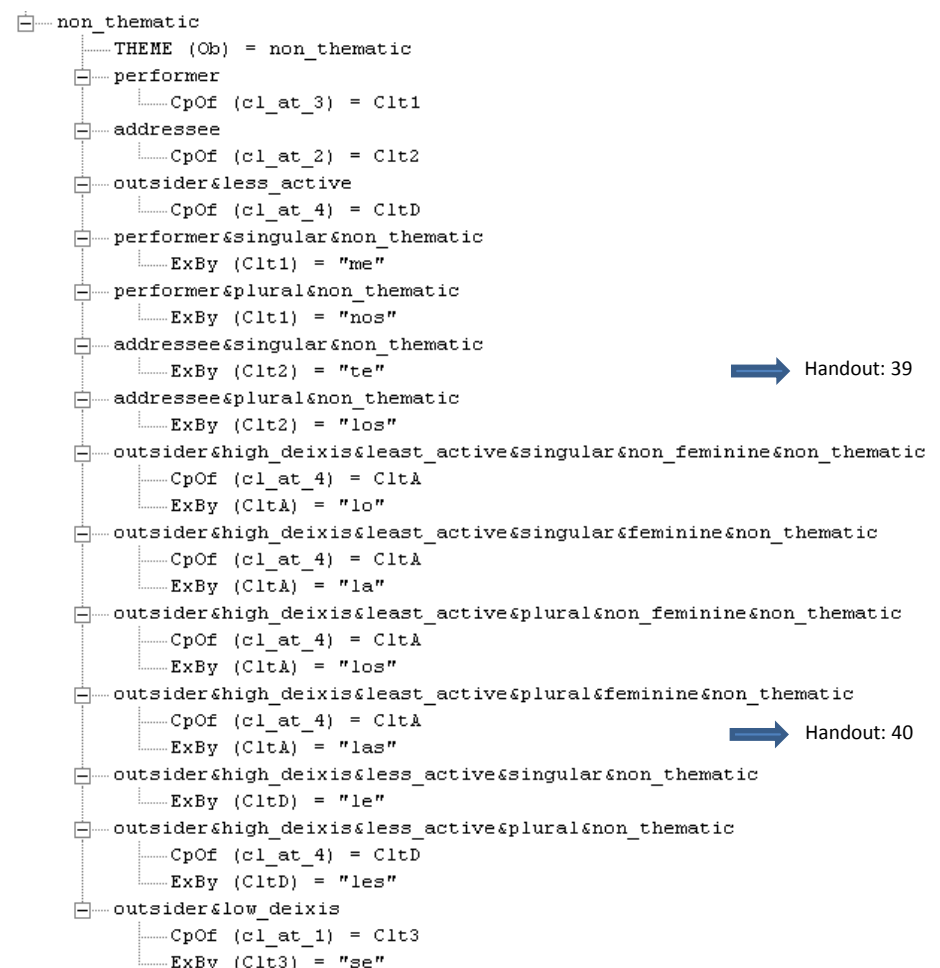 non_thematic
THEME (Ob) = non_thematic
performer
CpOf (cl_at_3) = Clt1
addressee
CpOf (cl_at_2) = Clt2
outsider&less_active
CpOf (cl_at_4) = CltD
performer&singular&non_thematic
ExBy (Clt1) = "me"
performer&plural&non_thematic
ExBy (Clt1) = "nos"
addressee&singular&non_thematic
ExBy (Clt2) = "te" Handout: 39
addressee&plural&non_thematic
ExBy (Clt2) = "los"
outsider&high_deixis&least_active&singular&non_feminine&non_thematic
CpOf (cl_at_4) = CltA
ExBy (CltA) = "lo"
outsider&high_deixis&least_active&singular&feminine&non_thematic
CpOf (cl_at_4) = CltA
ExBy (CltA) = "la"
outsider&high_deixis&least_active&plural&non_feminine&non_thematic
CpOf (cl_at_4) = CltA
ExBy (CltA) = "los"
outsider&high_deixis&least_active&plural&feminine&non_thematic
CpOf (cl_at_4) = CltA
ExBy (CltA) = "las" Handout: 40
outsider&high_deixis&less_active&singular&non_thematic
ExBy (CltD) = "le"
outsider&high_deixis&less_active&plural&non_thematic
CpOf (cl_at_4) = CltD
ExBy (CltD) = "les"
outsider&low_deixis
CpOf (cl_at_1) = Clt3
ExBy (Clt3) = "se"